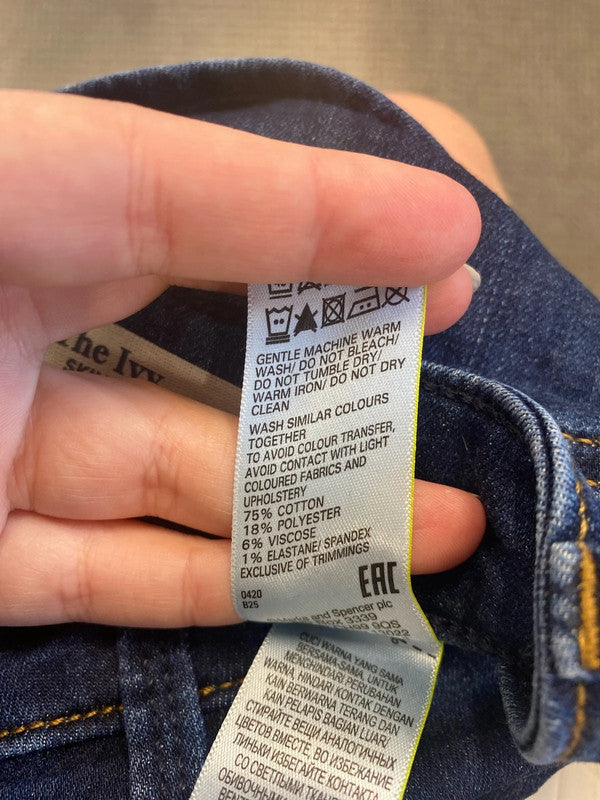 The Ivy
GENTLE MACHINE WARM
WASH/ DO NOT BLEACH/
DO NOT TUMBLE DRY/
WARM IRON/ DO NOT DRY
CLEAN
WASH SIMILAR COLOURS
TOGETHER
TO AVOID COLOUR TRANSFER,
AVOID CONTACT WITH LIGHT
COLOURED FABRICS AND
UPHOLSTERY
75% COTTON
18% POLYESTER
6% VISCOSE
1% ELASTANE/ SPANDEX
EXCLUSIVE OF TRIMMINGS
EAC
0420
B25
and Spencer plc
3339
9QS
2022
CUCI WARNA YANG SAMA
BERSAMA-SAMA. UNTUK
MENGHINDARI PERUBAHAN
WARNA, HINDARI KONTAK DENGAN
KAIN BERWARNA TERANG DAN
KAIN PELAPIS BAGIAN LUAR/
СТИРАЙТЕ ВЕЩИ АНАЛОГИЧНЫХ
ЦВЕТОВ ВМЕСТЕ. ВО ИЗБЕЖАНИЕ
ЛИНЬКИ ИЗБЕГАЙТЕ КОНТАКТА
СО СВЕТЛЫМИ
ОБИВОЧНЫМИ